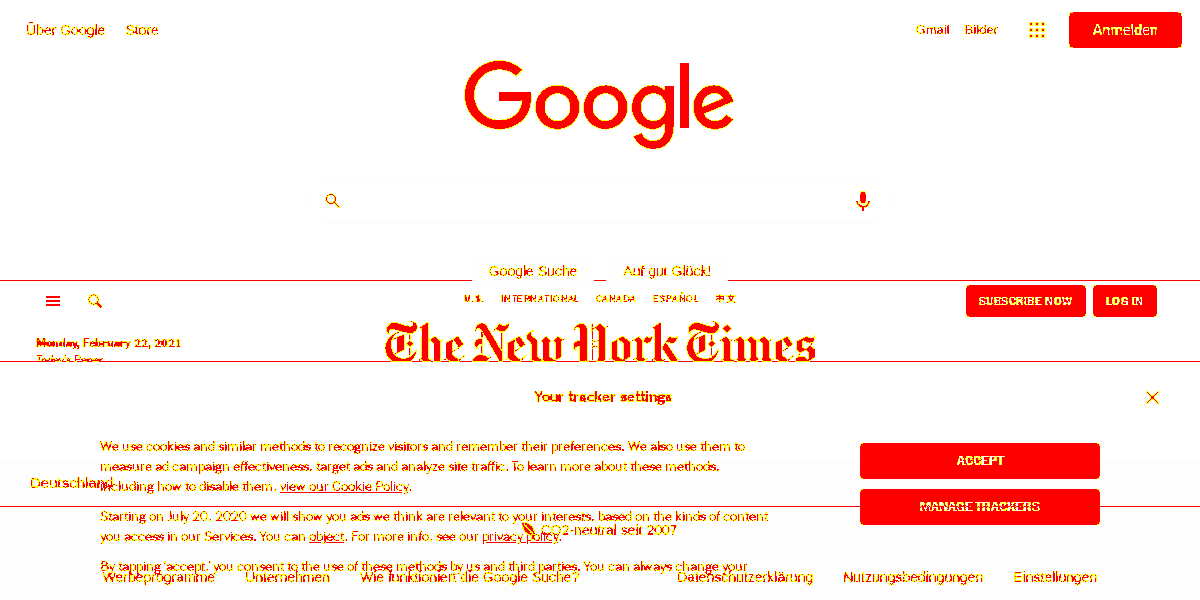 Über Google Store Gmail Bilder Anmelden
Google
Google Suche Auf gut Glück!
U.S. INTERNATIONAL CANADA ESPAÑOL 中文
SUBSCRIBE NOW LOG IN
Monday, February 22, 2021
Today's Paper
The New York Times
Your tracker settings
We use cookies and similar methods to recognize visitors and remember their preferences. We also use them to
measure ad campaign effectiveness, target ads and analyze site traffic. To learn more about these methods,
including how to disable them, view our Cookie Policy.
Starting on July 20, 2020 we will show you ads we think are relevant to your interests, based on the kinds of content
you access in our Services. You can object. For more info, see our privacy policy.
By tapping 'accept,' you consent to the use of these methods by us and third parties. You can always change your
ACCEPT
MANAGE TRACKERS
Deutschland
CO2-neutral seit 2007
Werbeprogramme Unternehmen Wie funktioniert die Google Suche? Datenschutzerklärung Nutzungsbedingungen Einstellungen